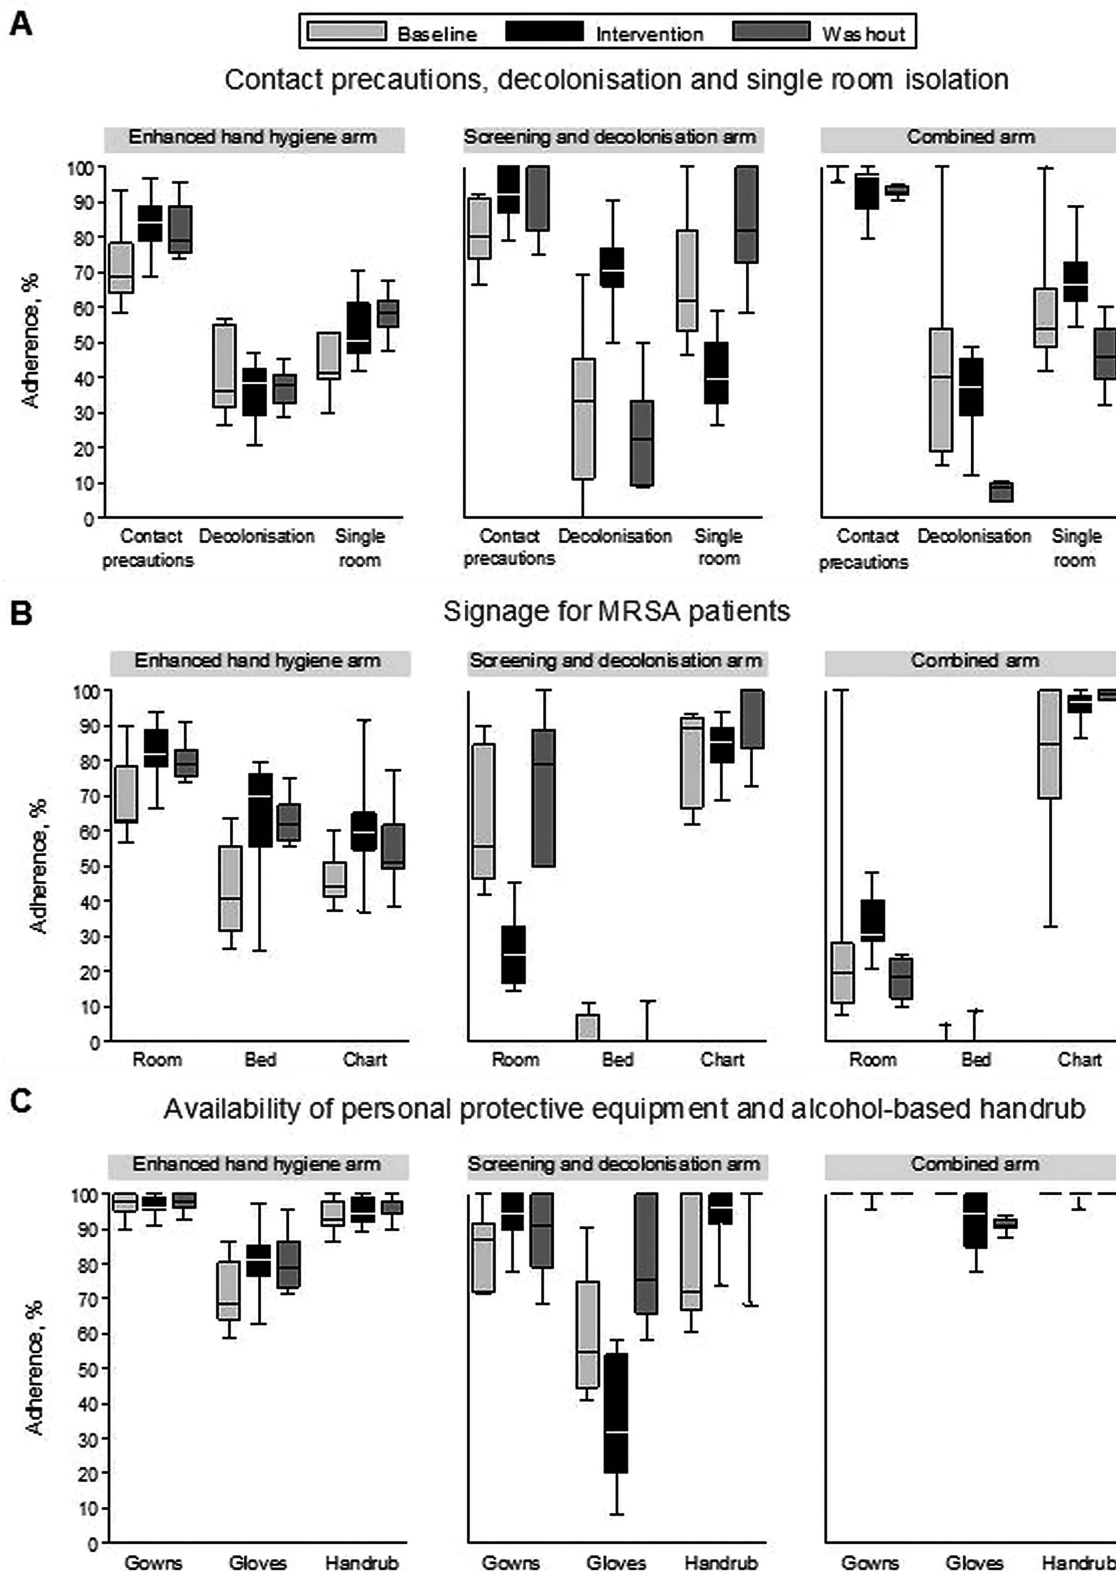 A
Baseline Intervention Washout
Contact precautions, decolonisation and single room isolation
Enhanced hand hygiene arm Screening and decolonisation arm Combined arm
Adherence, %
100
90
80
70
60
50
40
30
20
10
0
Contact precautions Decolonisation Single room
Contact precautions Decolonisation Single room
Contact precautions Decolonisation Single room
B
Signage for MRSA patients
Enhanced hand hygiene arm Screening and decolonisation arm Combined arm
Adherence, %
100
90
80
70
60
50
40
30
20
10
0
Room Bed Chart Room Bed Chart Room Bed Chart
C
Availability of personal protective equipment and alcohol-based handrub
Enhanced hand hygiene arm Screening and decolonisation arm Combined arm
Adherence, %
100
90
80
70
60
50
40
30
20
10
0
Gowns Gloves Handrub Gowns Gloves Handrub Gowns Gloves Handrub